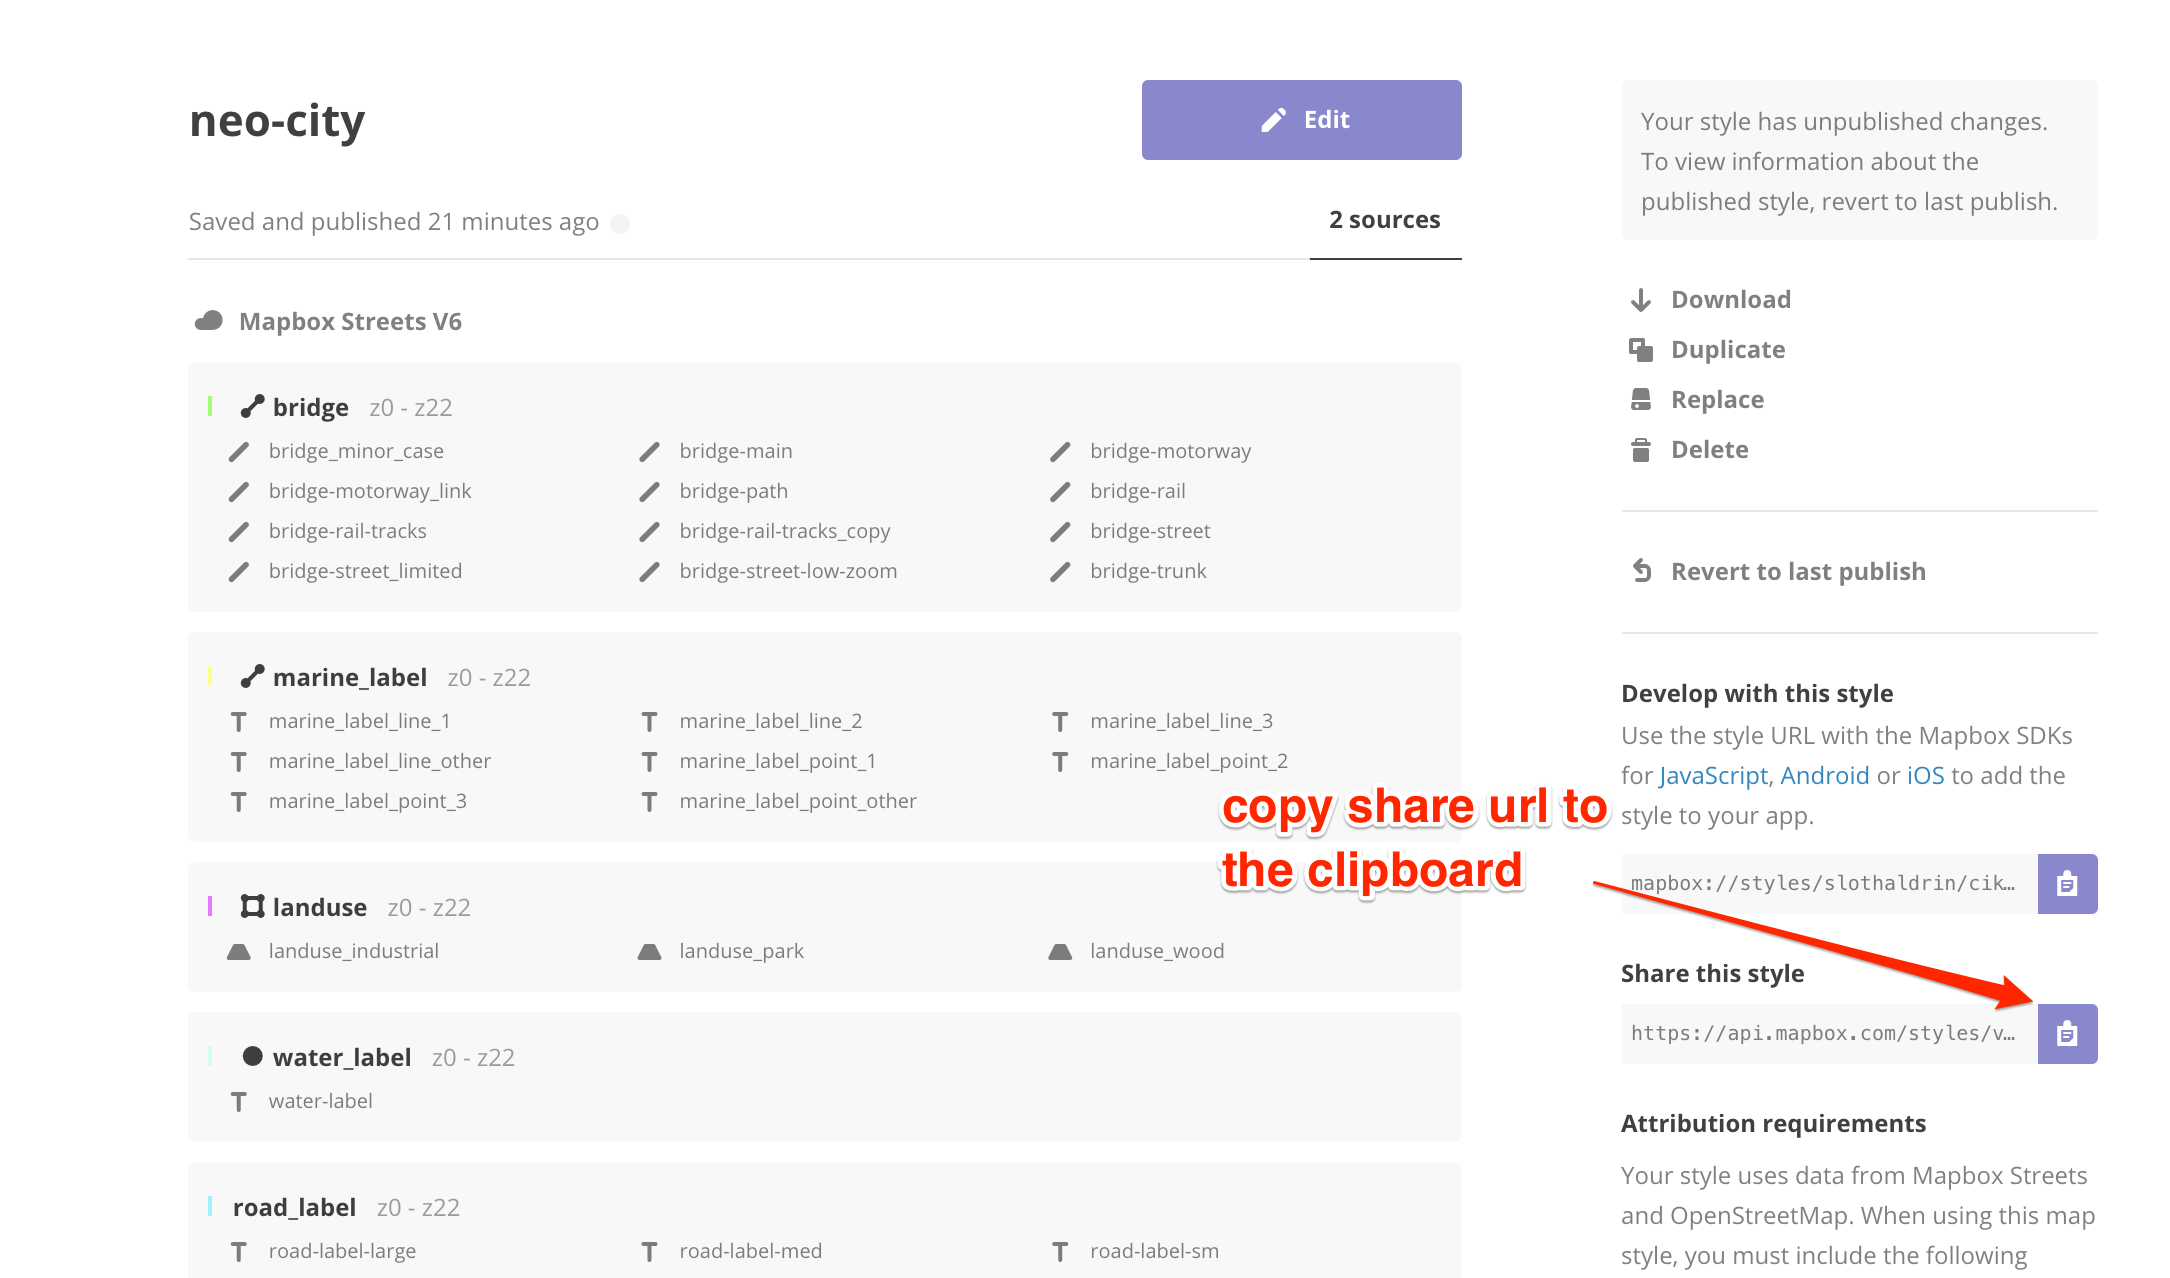 neo-city
Edit
Saved and published 21 minutes ago
2 sources
Mapbox Streets V6
bridge z0 - z22
bridge_minor_case bridge-main bridge-motorway
bridge-motorway_link bridge-path bridge-rail
bridge-rail-tracks bridge-rail-tracks_copy bridge-street
bridge-street_limited bridge-street-low-zoom bridge-trunk
marine_label z0 - z22
marine_label_line_1 marine_label_line_2 marine_label_line_3
marine_label_line_other marine_label_point_1 marine_label_point_2
marine_label_point_3 marine_label_point_other
landuse z0 - z22
landuse_industrial landuse_park landuse_wood
water_label z0 - z22
water-label
road_label z0 - z22
road-label-large road-label-med road-label-sm
copy share url to
the clipboard
Your style has unpublished changes.
To view information about the
published style, revert to last publish.
Download
Duplicate
Replace
Delete
Revert to last publish
Develop with this style
Use the style URL with the Mapbox SDKs
for JavaScript, Android or iOS to add the
style to your app.
mapbox://styles/slothaldrin/cik…
Share this style
https://api.mapbox.com/styles/v…
Attribution requirements
Your style uses data from Mapbox Streets
and OpenStreetMap. When using this map
style, you must include the following